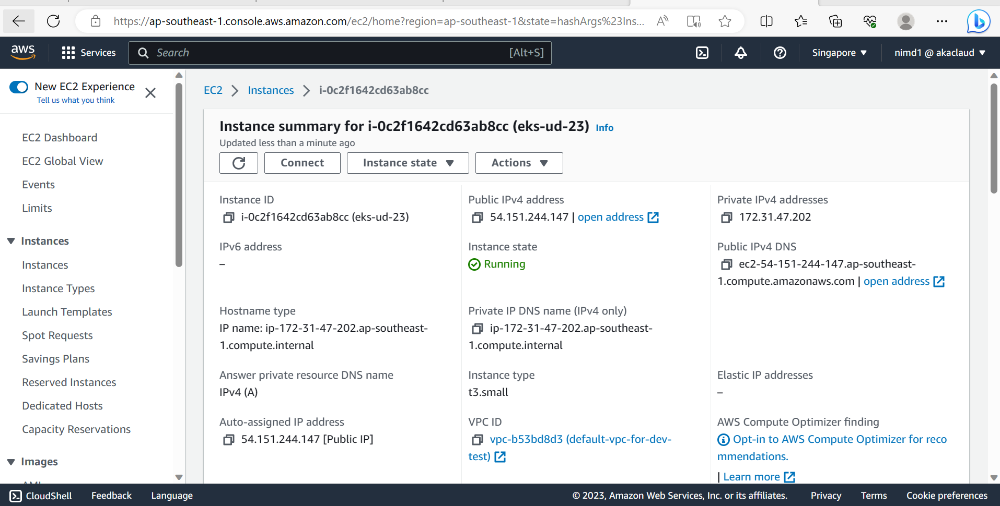 https://ap-southeast-1.console.aws.amazon.com/ec2/home?region=ap-southeast-1&state=hashArgs%23Ins...
aws
Services
Search
[Alt+S]
Singapore
nimd1 @ akaclaud
New EC2 Experience
Tell us what you think
EC2 Dashboard
EC2 Global View
Events
Limits
Instances
Instances
Instance Types
Launch Templates
Spot Requests
Savings Plans
Reserved Instances
Dedicated Hosts
Capacity Reservations
Images
EC2
Instances
i-0c2f1642cd63ab8cc
Instance summary for i-0c2f1642cd63ab8cc (eks-ud-23) Info
Updated less than a minute ago
Connect
Instance state
Actions
Instance ID
i-0c2f1642cd63ab8cc (eks-ud-23)
Public IPv4 address
54.151.244.147 | open address
Private IPv4 addresses
172.31.47.202
IPv6 address
–
Instance state
Running
Public IPv4 DNS
ec2-54-151-244-147.ap-southeast-
1.compute.amazonaws.com | open address
Hostname type
IP name: ip-172-31-47-202.ap-southeast-
1.compute.internal
Private IP DNS name (IPv4 only)
ip-172-31-47-202.ap-southeast-
1.compute.internal
Answer private resource DNS name
IPv4 (A)
Instance type
t3.small
Elastic IP addresses
–
Auto-assigned IP address
54.151.244.147 [Public IP]
VPC ID
vpc-b53bd8d3 (default-vpc-for-dev-
test)
AWS Compute Optimizer finding
Opt-in to AWS Compute Optimizer for reco
mmendations.
| Learn more
CloudShell
Feedback
Language
© 2023, Amazon Web Services, Inc. or its affiliates.
Privacy
Terms
Cookie preferences